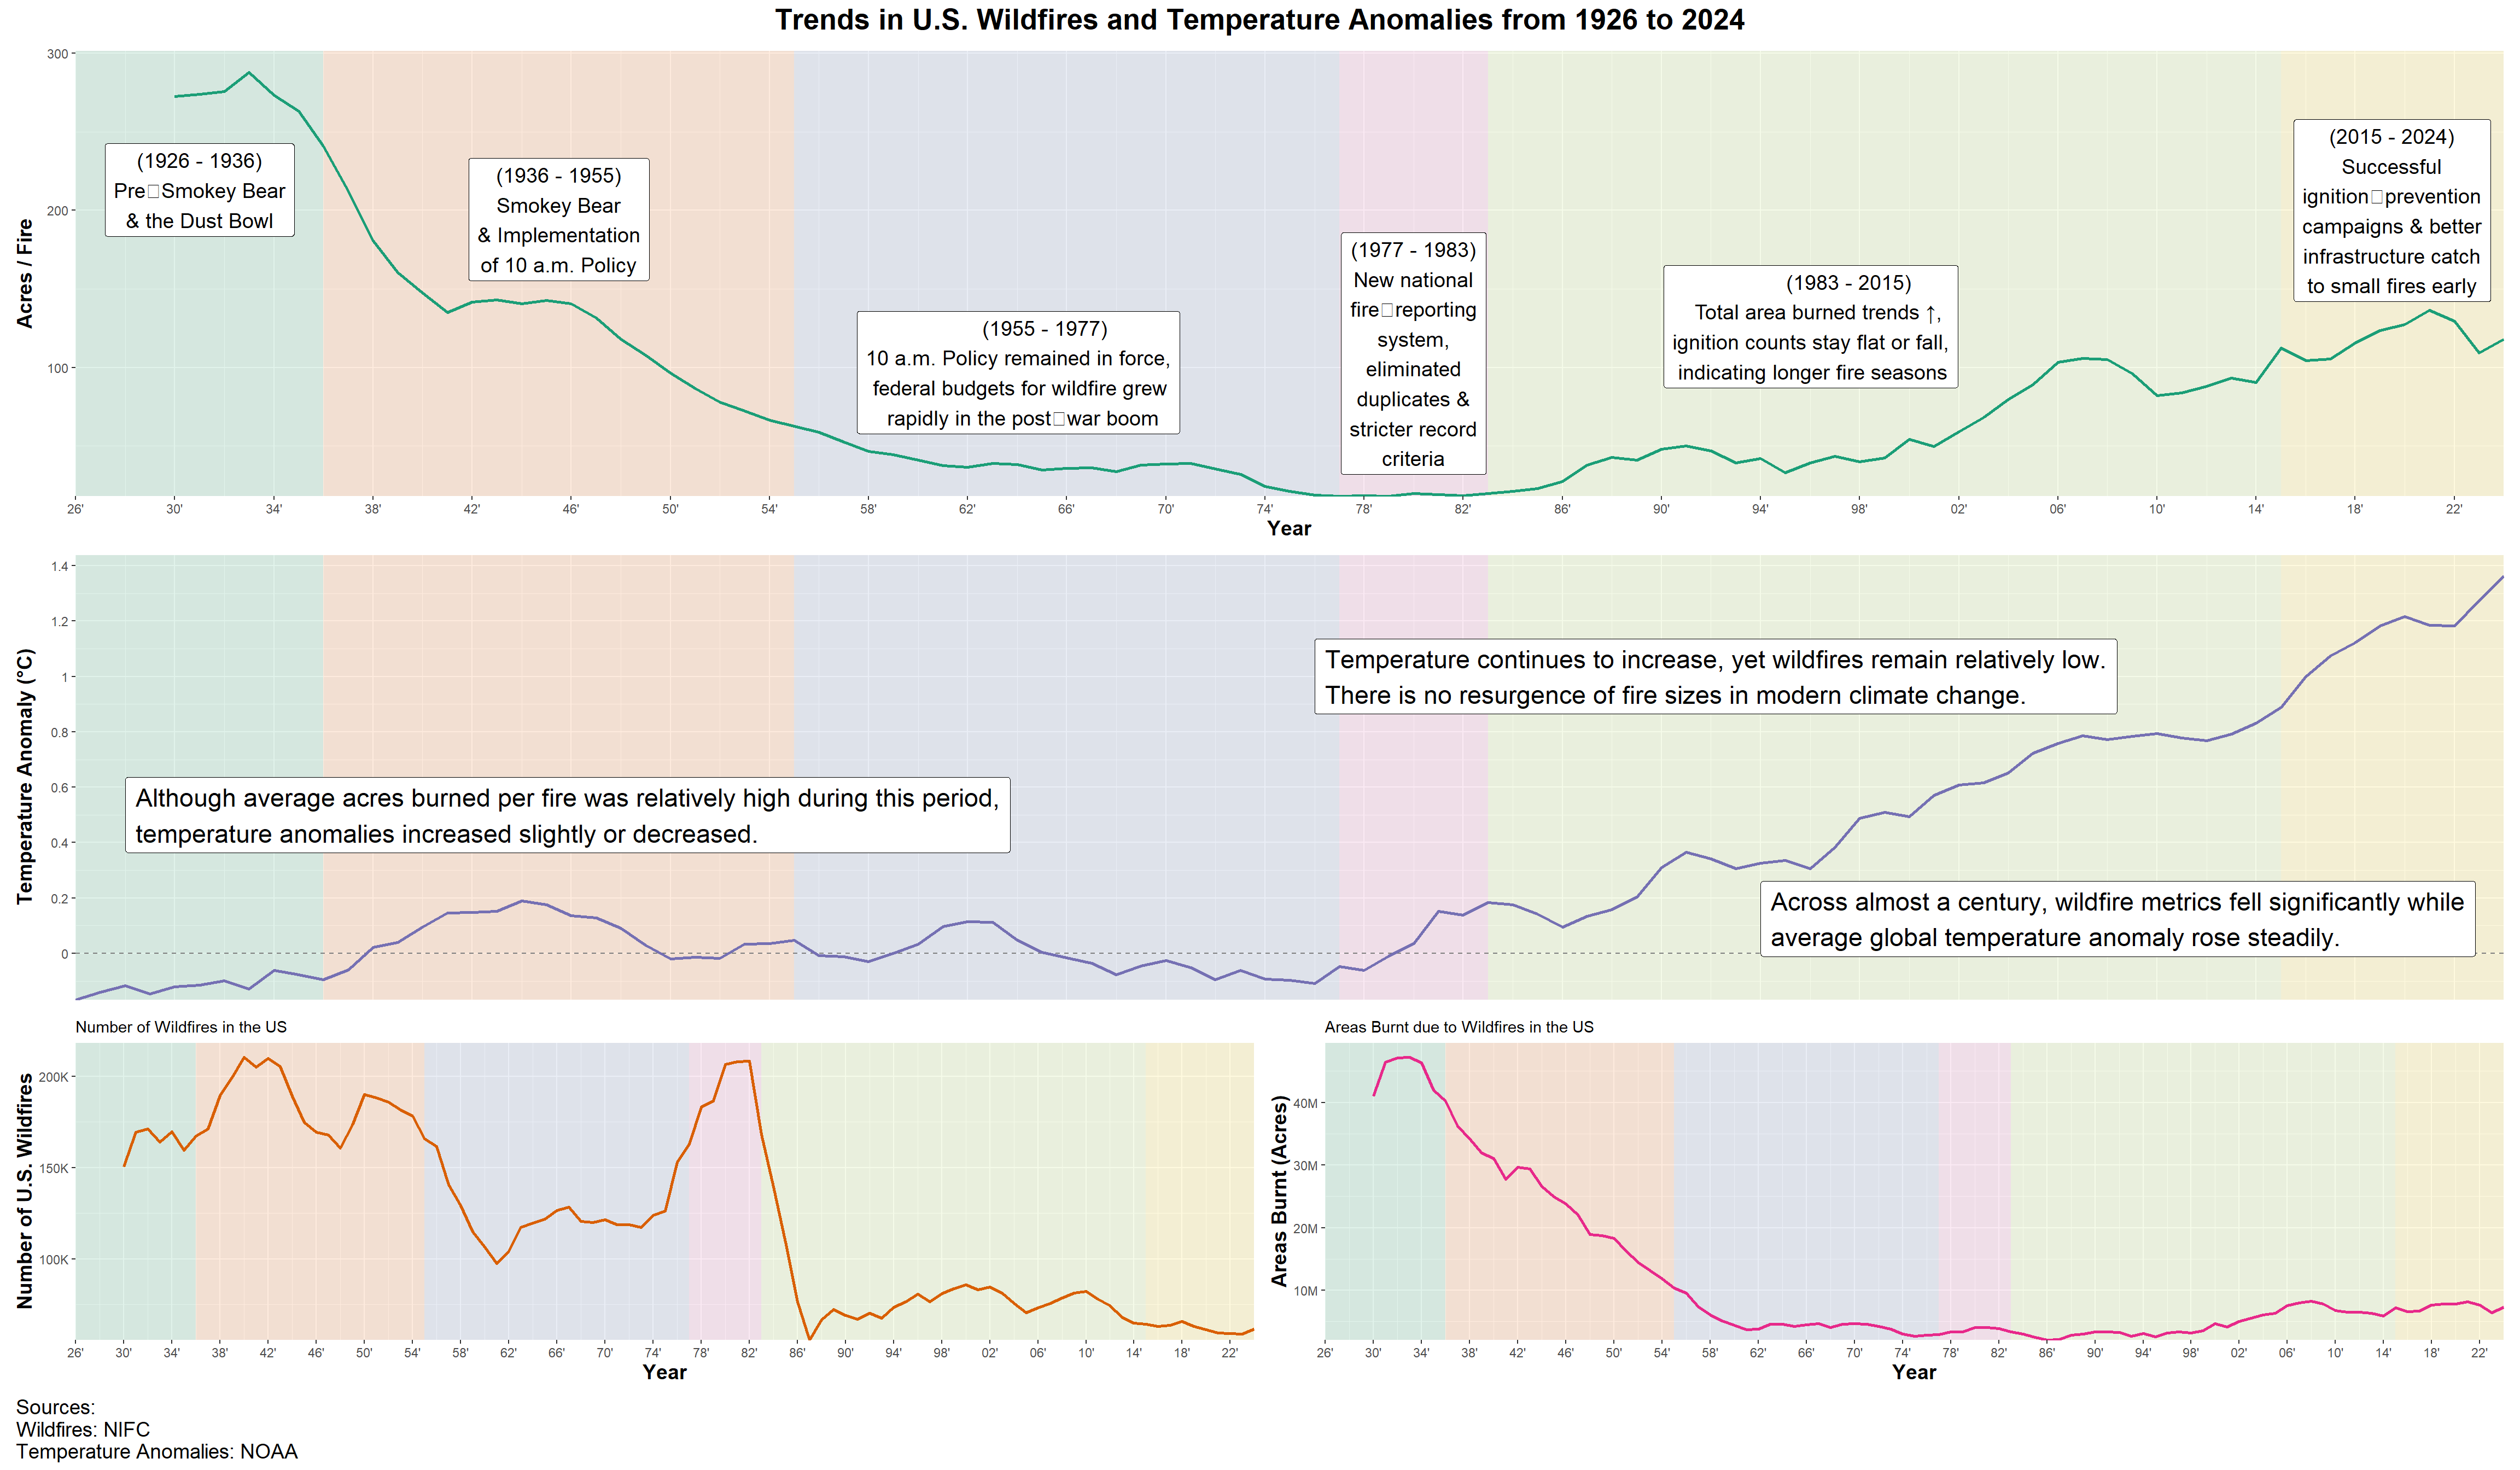 Trends in U.S. Wildfires and Temperature Anomalies from 1926 to 2024
Acres / Fire
300
200
100
(1926 - 1936)
Pre□Smokey Bear
& the Dust Bowl
(1936 - 1955)
Smokey Bear
& Implementation
of 10 a.m. Policy
(1955 - 1977)
10 a.m. Policy remained in force,
federal budgets for wildfire grew
rapidly in the post□war boom
(1977 - 1983)
New national
fire□reporting
system,
eliminated
duplicates &
stricter record
criteria
(1983 - 2015)
Total area burned trends ↑,
ignition counts stay flat or fall,
indicating longer fire seasons
(2015 - 2024)
Successful
ignition□prevention
campaigns & better
infrastructure catch
to small fires early
26' 30' 34' 38' 42' 46' 50' 54' 58' 62' 66' 70' 74' 78' 82' 86' 90' 94' 98' 02' 06' 10' 14' 18' 22'
Year
Temperature Anomaly (°C)
1.4
1.2
1
0.8
0.6
0.4
0.2
0
Temperature continues to increase, yet wildfires remain relatively low.
There is no resurgence of fire sizes in modern climate change.
Although average acres burned per fire was relatively high during this period,
temperature anomalies increased slightly or decreased.
Across almost a century, wildfire metrics fell significantly while
average global temperature anomaly rose steadily.
Number of Wildfires in the US
Number of U.S. Wildfires
200K
150K
100K
26' 30' 34' 38' 42' 46' 50' 54' 58' 62' 66' 70' 74' 78' 82' 86' 90' 94' 98' 02' 06' 10' 14' 18' 22'
Year
Areas Burnt due to Wildfires in the US
Areas Burnt (Acres)
40M
30M
20M
10M
26' 30' 34' 38' 42' 46' 50' 54' 58' 62' 66' 70' 74' 78' 82' 86' 90' 94' 98' 02' 06' 10' 14' 18' 22'
Year
Sources:
Wildfires: NIFC
Temperature Anomalies: NOAA